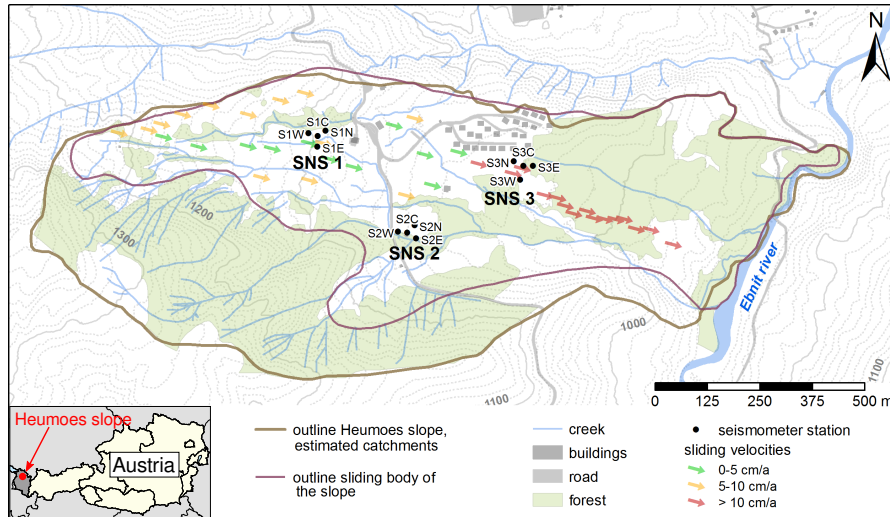 N
S1C
S1W
S1N
S1E
SNS 1
S3C
S3N
S3E
S3W
SNS 3
S2C
S2N
S2W
S2E
SNS 2
1200
1300
1000
1100
1100
Ebnit river
0 125 250 375 500 m
Heumoes slope
Austria
outline Heumoes slope,
estimated catchments
outline sliding body
of the slope
creek
buildings
road
forest
seismometer station
sliding velocities
0-5 cm/a
5-10 cm/a
> 10 cm/a